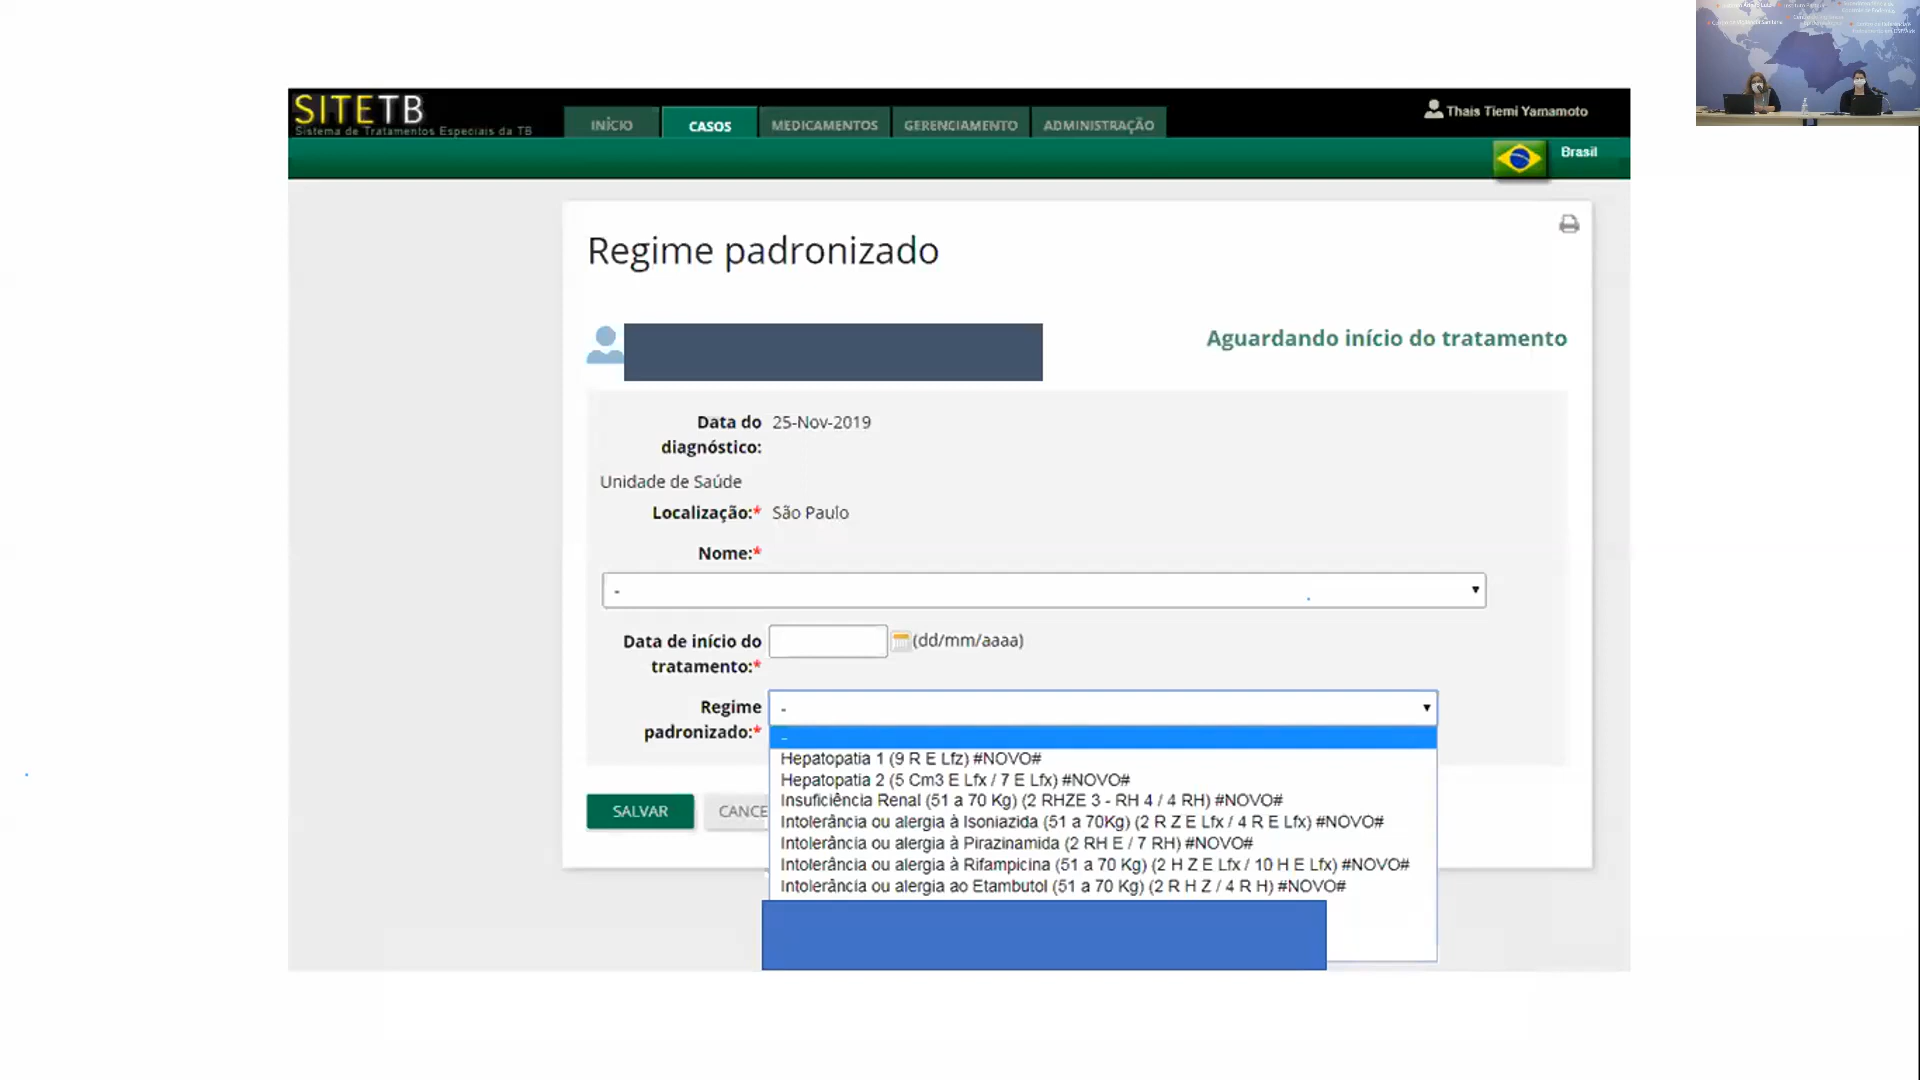 SITETB
Sistema de Tratamentos Especiais da TB
INÍCIO
CASOS
MEDICAMENTOS
GERENCIAMENTO
ADMINISTRAÇÃO
Thais Tiemi Yamamoto
Brasil
Regime padronizado
Aguardando início do tratamento
Data do diagnóstico: 25-Nov-2019
Unidade de Saúde
Localização:* São Paulo
Nome:*
-
Data de início do tratamento:* (dd/mm/aaaa)
Regime padronizado:* -
-
Hepatopatia 1 (9 R E Lfz) #NOVO#
Hepatopatia 2 (5 Cm3 E Lfx / 7 E Lfx) #NOVO#
Insuficiência Renal (51 a 70 Kg) (2 RHZE 3 - RH 4 / 4 RH) #NOVO#
Intolerância ou alergia à Isoniazida (51 a 70Kg) (2 R Z E Lfx / 4 R E Lfx) #NOVO#
Intolerância ou alergia à Pirazinamida (2 RH E / 7 RH) #NOVO#
Intolerância ou alergia à Rifampicina (51 a 70 Kg) (2 H Z E Lfx / 10 H E Lfx) #NOVO#
Intolerância ou alergia ao Etambutol (51 a 70 Kg) (2 R H Z / 4 R H) #NOVO#
SALVAR
CANCE